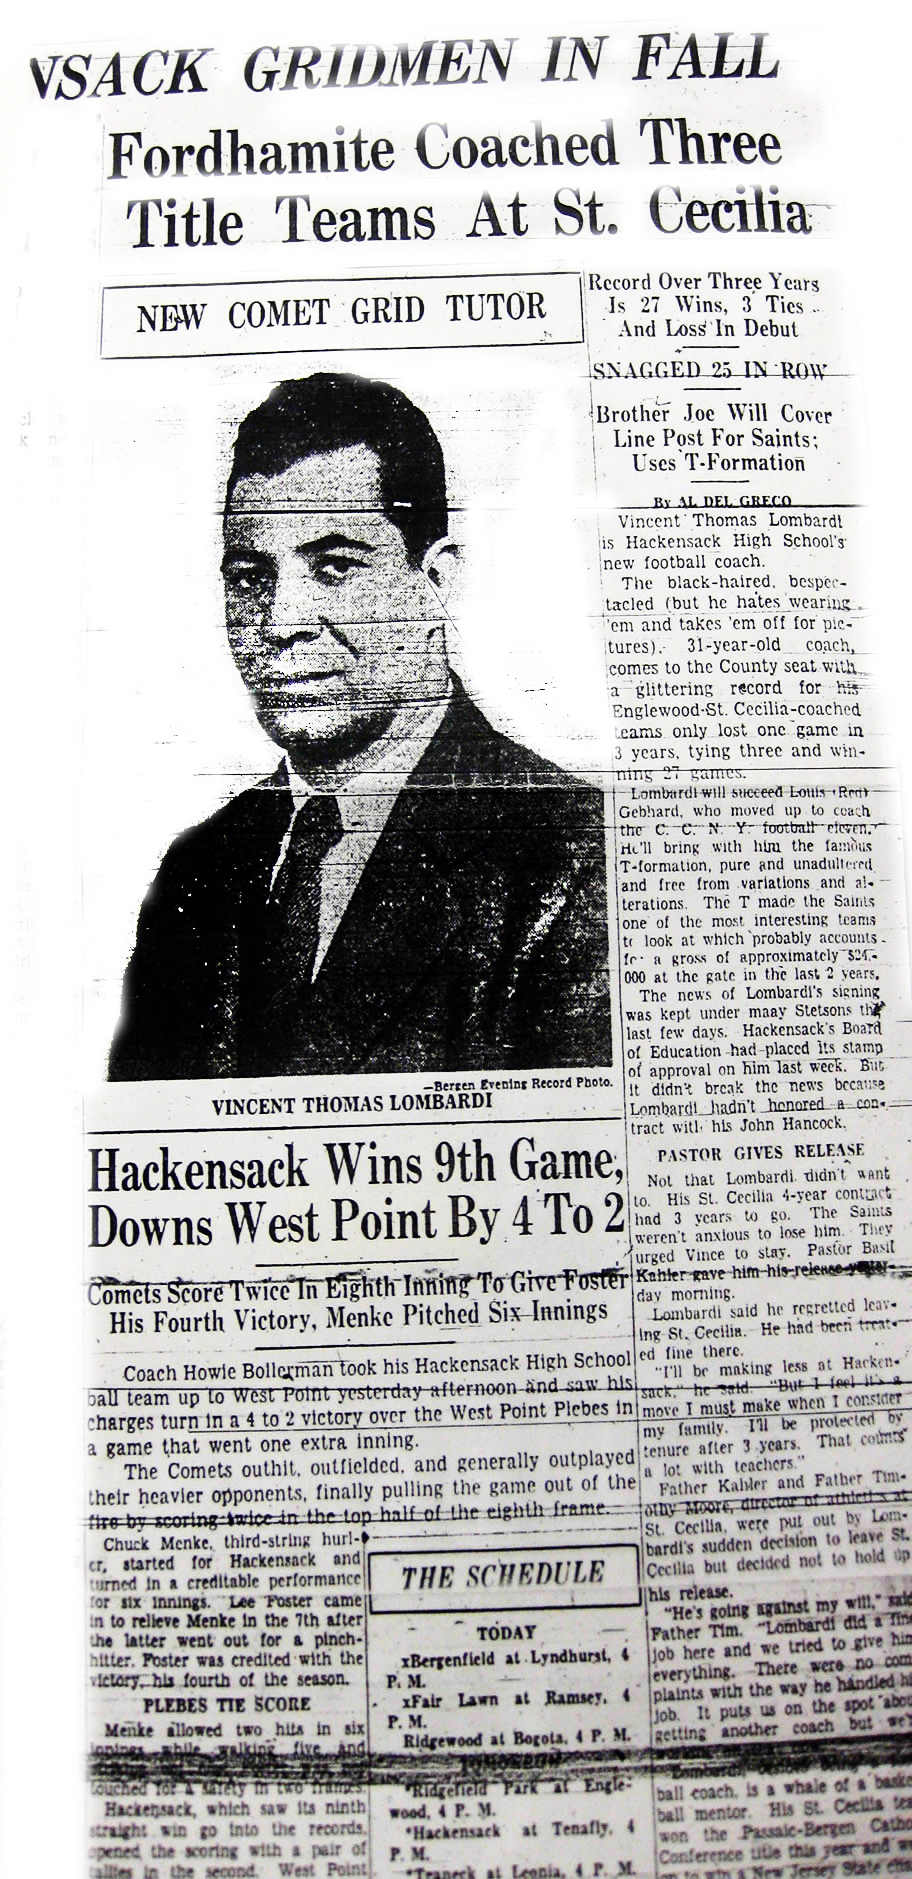 VSACK GRIDMEN IN FALL
Fordhamite Coached Three
Title Teams At St. Cecilia
NEW COMET GRID TUTOR
—Bergen Evening Record Photo.
VINCENT THOMAS LOMBARDI
Record Over Three Years
Is 27 Wins, 3 Ties
And Loss In Debut
SNAGGED 25 IN ROW
Brother Joe Will Cover
Line Post For Saints;
Uses T-Formation
By AL DEL GRECO
Vincent Thomas Lombardi
is Hackensack High School's
new football coach.
The black-haired, bespec-
tacled (but he hates wearing
'em and takes 'em off for pic-
tures). 31-year-old coach,
comes to the County seat with
a glittering record for his
Englewood-St. Cecilia-coached
teams only lost one game in
3 years, tying three and win-
ning 27 games.
Lombardi will succeed Louis (Red)
Gebhard, who moved up to coach
the C. C. N. Y. football eleven.
He'll bring with him the famous
T-formation, pure and unadultered
and free from variations and al-
terations. The T made the Saints
one of the most interesting teams
to look at which probably accounts
for a gross of approximately $24,-
000 at the gate in the last 2 years.
The news of Lombardi's signing
was kept under maay Stetsons the
last few days. Hackensack's Board
of Education had placed its stamp
of approval on him last week. But
it didn't break the news because
Lombardi hadn't honored a con-
tract with his John Hancock.
PASTOR GIVES RELEASE
Not that Lombardi didn't want
to. His St. Cecilia 4-year contract
had 3 years to go. The Saints
weren't anxious to lose him. They
urged Vince to stay. Pastor Basil
Kahler gave him his release yester-
day morning.
Lombardi said he regretted leav-
ing St. Cecilia. He had been treat-
ed fine there.
"I'll be making less at Hacken-
sack," he said. "But I feel it's a
move I must make when I consider
my family. I'll be protected by
tenure after 3 years. That counts
a lot with teachers."
Father Kahler and Father Tim-
othy Moore, director of athletics at
St. Cecilia, were put out by Lom-
bardi's sudden decision to leave St.
Cecilia but decided not to hold up
his release.
"He's going against my will," said
Father Tim. "Lombardi did a fine
job here and we tried to give him
everything. There were no com-
plaints with the way he handled his
job. It puts us on the spot about
getting another coach but we'
ball coach, is a whale of a baske
ball mentor. His St. Cecilia tea
won the Passaic-Bergen Catho
Conference title this year and w
on to win a New Jersey State cha
Hackensack Wins 9th Game,
Downs West Point By 4 To 2
Comets Score Twice In Eighth Inning To Give Foster
His Fourth Victory, Menke Pitched Six Innings
Coach Howie Bollerman took his Hackensack High School
ball team up to West Point yesterday afternoon and saw his
charges turn in a 4 to 2 victory over the West Point Plebes in
a game that went one extra inning.
The Comets outhit, outfielded, and generally outplayed
their heavier opponents, finally pulling the game out of the
fire by scoring twice in the top half of the eighth frame.
Chuck Menke, third-string hurl-
er, started for Hackensack and
turned in a creditable performance
for six innings. Lee Foster came
in to relieve Menke in the 7th after
the latter went out for a pinch-
hitter. Foster was credited with the
victory, his fourth of the season.
PLEBES TIE SCORE
Menke allowed two hits in six
innings while walking five and
touched for a safety in two frames.
Hackensack, which saw its ninth
straight win go into the records,
opened the scoring with a pair of
tallies in the second. West Point
THE SCHEDULE
TODAY
xBergenfield at Lyndhurst, 4
P. M.
xFair Lawn at Ramsey, 4
P. M.
Ridgewood at Bogota, 4 P. M.
*Ridgefield Park at Engle-
wood, 4 P. M.
*Hackensack at Tenafly, 4
P. M.
*Teaneck at Leonia, 4 P. M.